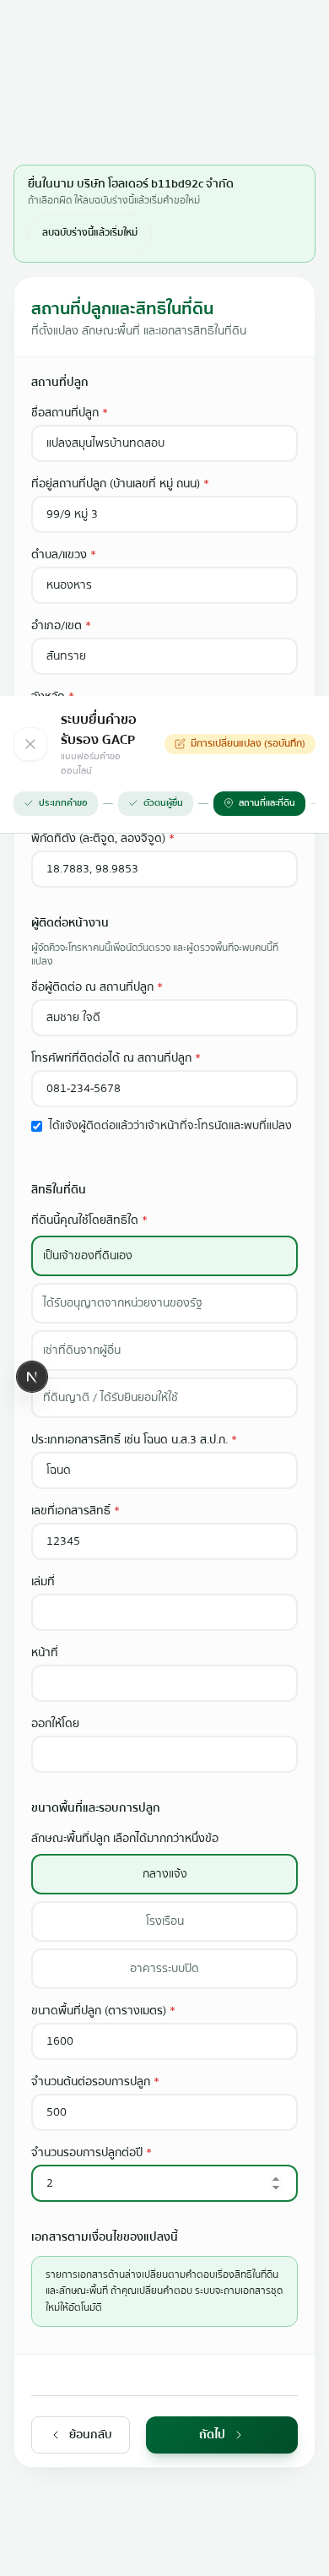 ยื่นในนาม บริษัท โฮลเดอร์ b11bd92c จำกัด
ถ้าเลือกผิด ให้ลบฉบับร่างนี้แล้วเริ่มคำขอใหม่
ลบฉบับร่างนี้แล้วเริ่มใหม่
สถานที่ปลูกและสิทธิในที่ดิน
ที่ตั้งแปลง ลักษณะพื้นที่ และเอกสารสิทธิในที่ดิน
สถานที่ปลูก
ชื่อสถานที่ปลูก *
แปลงสมุนไพรบ้านทดสอบ
ที่อยู่สถานที่ปลูก (บ้านเลขที่ หมู่ ถนน) *
99/9 หมู่ 3
ตำบล/แขวง *
หนองหาร
อำเภอ/เขต *
สันทราย
ระบบยื่นคำขอ
รับรอง GACP
แบบฟอร์มคำขอ
ออนไลน์
มีการเปลี่ยนแปลง (รอบันทึก)
ประเภทคำขอ
ตัวตนผู้ยื่น
สถานที่และที่ดิน
พิกัดที่ตั้ง (ละติจูด, ลองจิจูด) *
18.7883, 98.9853
ผู้ติดต่อหน้างาน
ผู้จัดคิวจะโทรหาคนนี้เพื่อนัดวันตรวจ และผู้ตรวจพื้นที่จะพบคนนี้ที่
แปลง
ชื่อผู้ติดต่อ ณ สถานที่ปลูก *
สมชาย ใจดี
โทรศัพท์ที่ติดต่อได้ ณ สถานที่ปลูก *
081-234-5678
ได้แจ้งผู้ติดต่อแล้วว่าเจ้าหน้าที่จะโทรนัดและพบที่แปลง
สิทธิในที่ดิน
ที่ดินนี้คุณใช้โดยสิทธิใด *
เป็นเจ้าของที่ดินเอง
ได้รับอนุญาตจากหน่วยงานของรัฐ
เช่าที่ดินจากผู้อื่น
N
ที่ดินญาติ / ได้รับยินยอมให้ใช้
ประเภทเอกสารสิทธิ์ เช่น โฉนด น.ส.3 ส.ป.ก. *
โฉนด
เลขที่เอกสารสิทธิ์ *
12345
เล่มที่
หน้าที่
ออกให้โดย
ขนาดพื้นที่และรอบการปลูก
ลักษณะพื้นที่ปลูก เลือกได้มากกว่าหนึ่งข้อ
กลางแจ้ง
โรงเรือน
อาคารระบบปิด
ขนาดพื้นที่ปลูก (ตารางเมตร) *
1600
จำนวนต้นต่อรอบการปลูก *
500
จำนวนรอบการปลูกต่อปี *
2
เอกสารตามเงื่อนไขของแปลงนี้
รายการเอกสารด้านล่างเปลี่ยนตามคำตอบเรื่องสิทธิในที่ดิน
และลักษณะพื้นที่ ถ้าคุณเปลี่ยนคำตอบ ระบบจะถามเอกสารชุด
ใหม่ให้อัตโนมัติ
ย้อนกลับ
ถัดไป